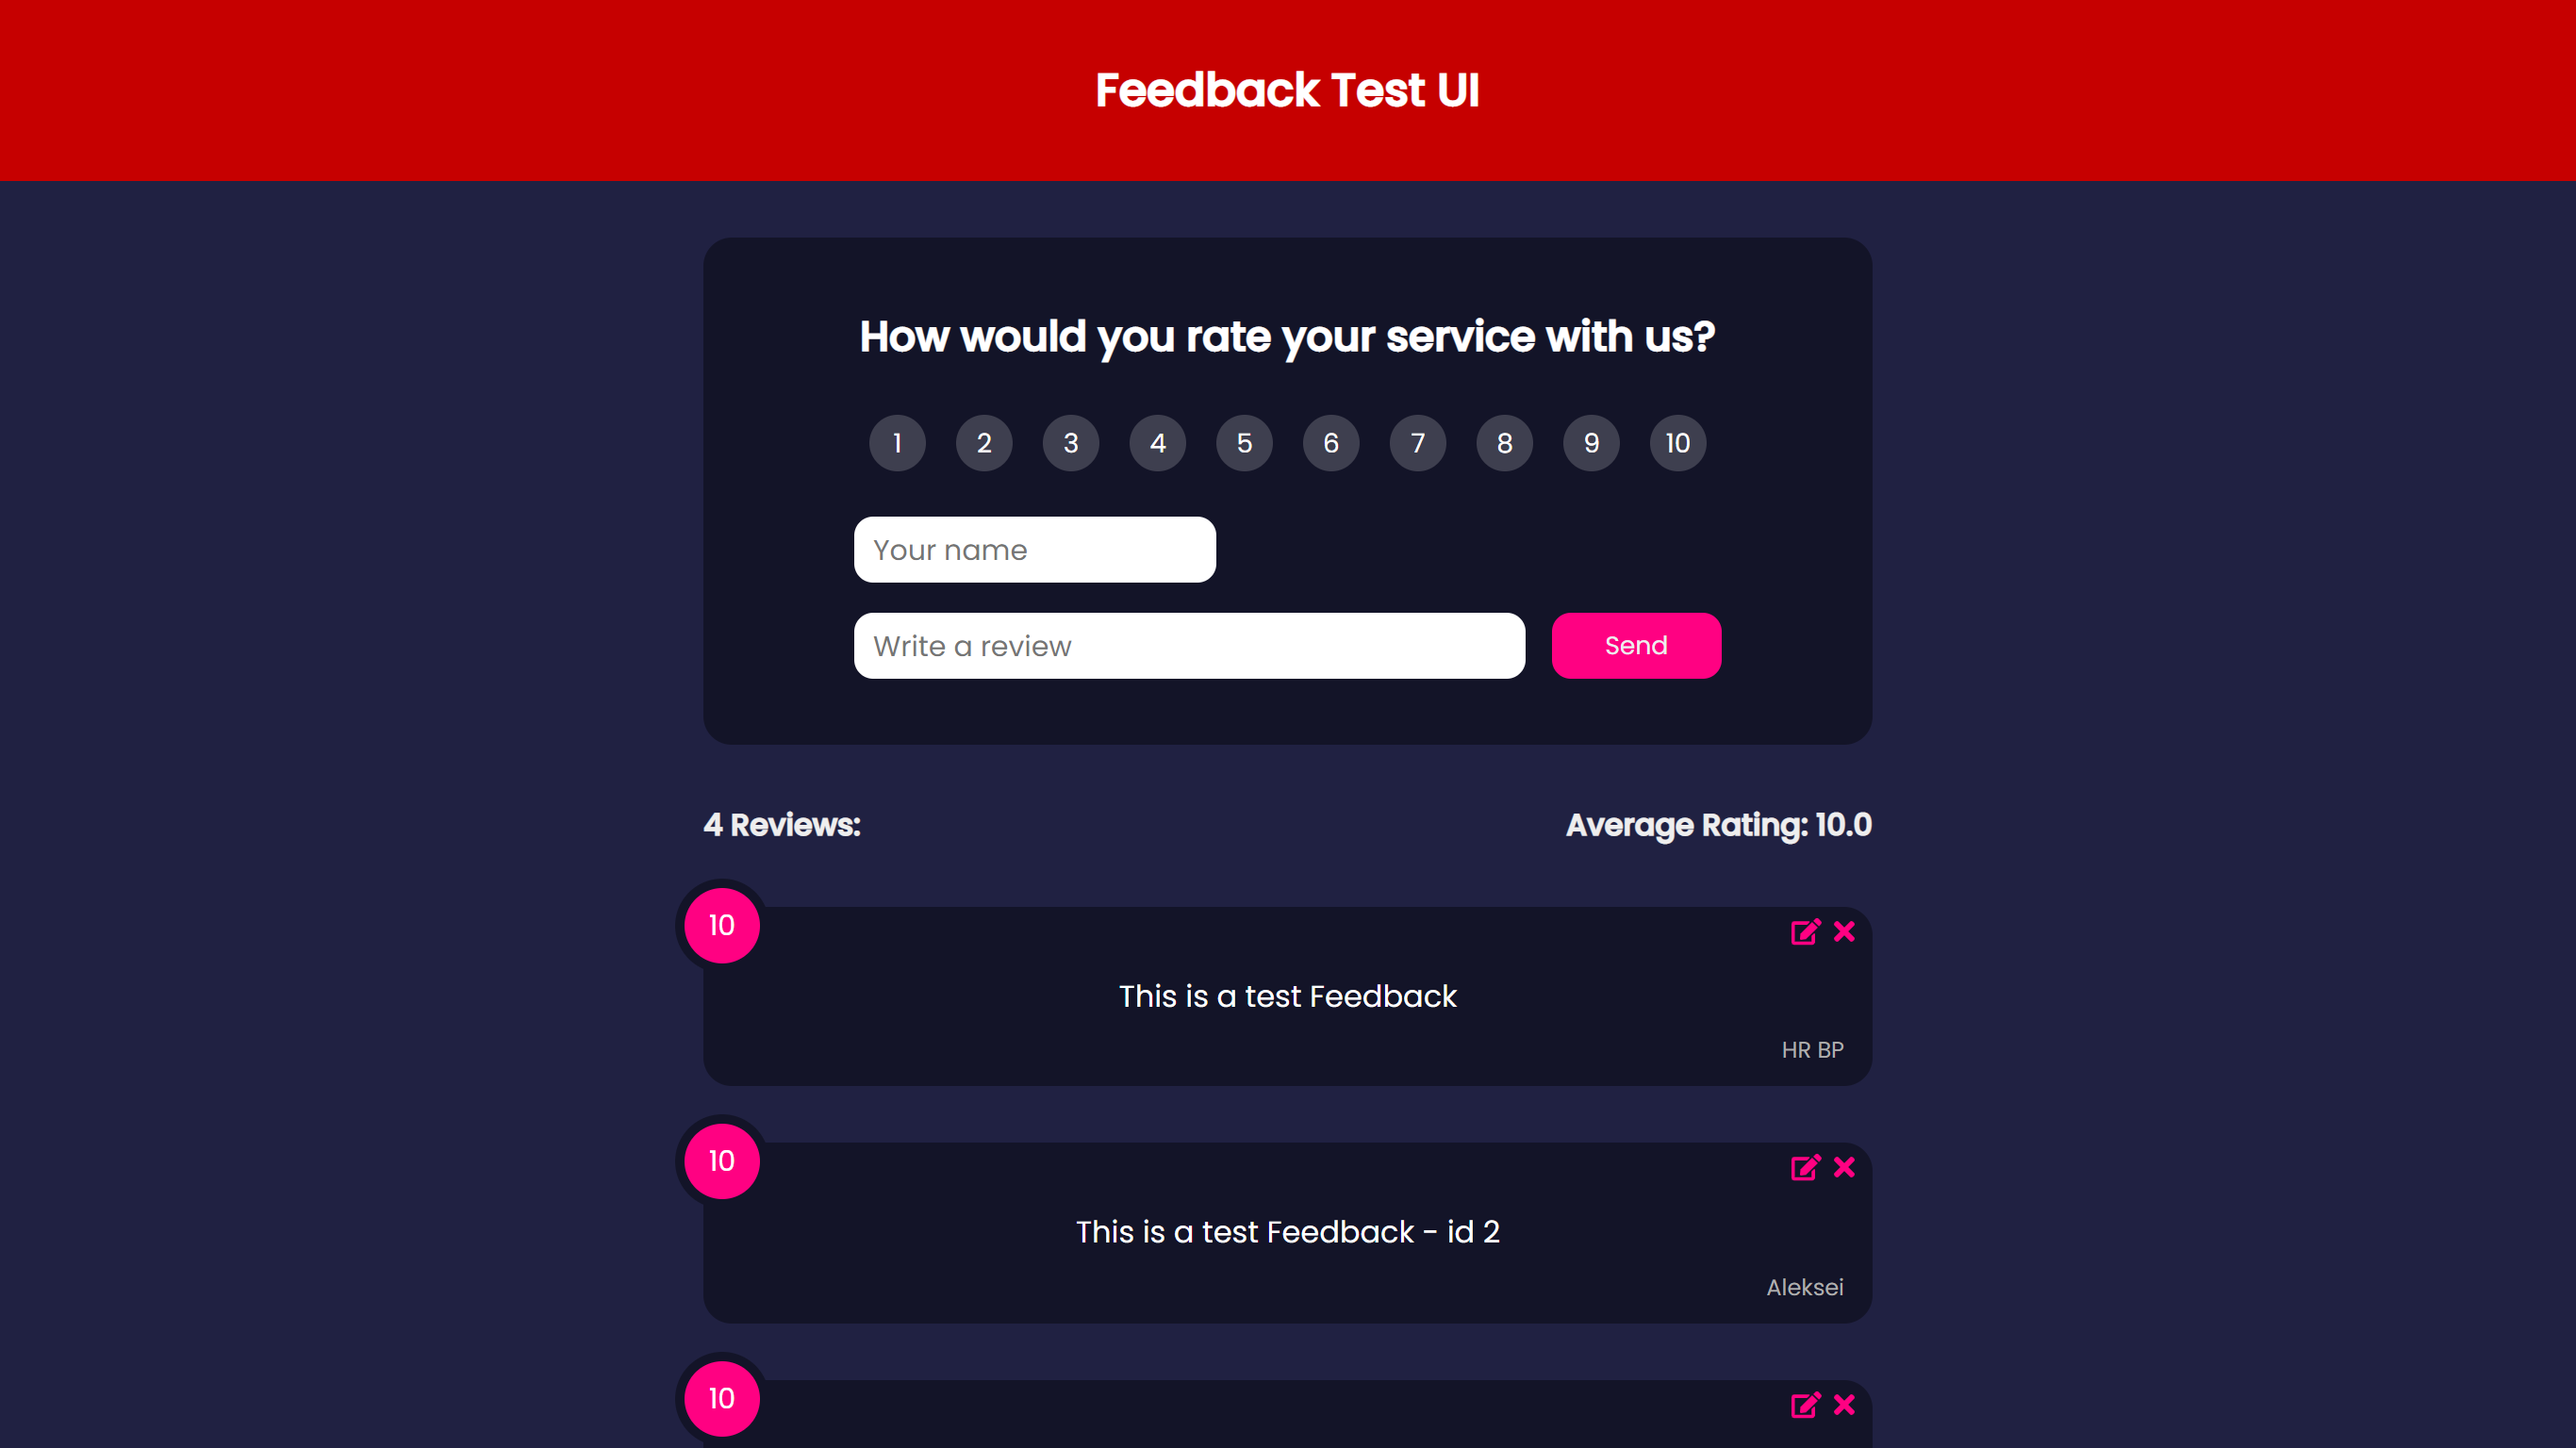 Feedback Test UI
How would you rate your service with us?
1 2 3 4 5 6 7 8 9 10
Your name
Write a review
Send
4 Reviews: Average Rating: 10.0
10
This is a test Feedback
HR BP
10
This is a test Feedback - id 2
Aleksei
10